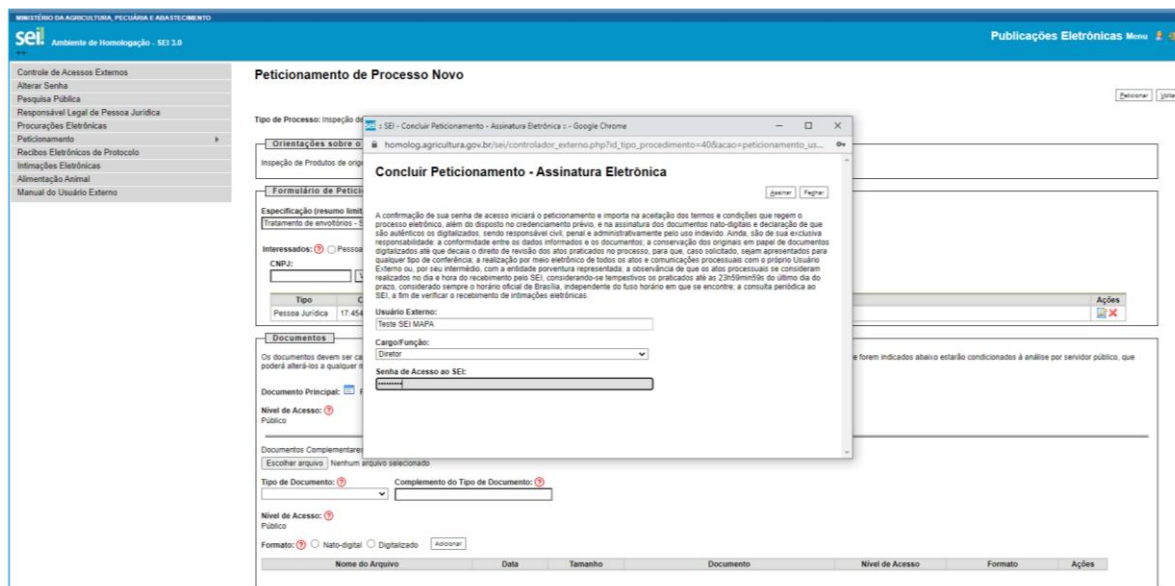 MINISTÉRIO DA AGRICULTURA, PECUÁRIA E ABASTECIMENTO
sei! Ambiente de Homologação - SEI 3.0
++
Publicações Eletrônicas Menu
Controle de Acessos Externos
Alterar Senha
Pesquisa Pública
Responsável Legal de Pessoa Jurídica
Procurações Eletrônicas
Peticionamento
Recibos Eletrônicos de Protocolo
Intimações Eletrônicas
Alimentação Animal
Manual do Usuário Externo
Peticionamento de Processo Novo
Peticionar
Tipo de Processo: Inspeção de
Orientações sobre o
Inspeção de Produtos de orig
Formulário de Petici
Especificação (resumo limit
Tratamento de envoltórios - S
Interessados: Pessoa
CNPJ:
Tipo
Ações
Pessoa Jurídica 17.454
Documentos
Os documentos devem ser ca
e forem indicados abaixo estarão condicionados à análise por servidor público, que
poderá alterá-los a qualquer
Documento Principal:
Nível de Acesso:
Público
Documentos Complementares
Escolher arquivo Nenhum arquivo selecionado
Tipo de Documento: Complemento do Tipo de Documento:
Nível de Acesso:
Público
Formato: Nato-digital Digitalizado Adicionar
Nome do Arquivo Data Tamanho Documento Nível de Acesso Formato Ações
:: SEI - Concluir Peticionamento - Assinatura Eletrônica :: - Google Chrome
homolog.agricultura.gov.br/sei/controlador_externo.php?id_tipo_procedimento=40&acao=peticionamento_us...
Concluir Peticionamento - Assinatura Eletrônica
Assinar Fechar
A confirmação de sua senha de acesso iniciará o peticionamento e importa na aceitação dos termos e condições que regem o
processo eletrônico, além do disposto no credenciamento prévio, e na assinatura dos documentos nato-digitais e declaração de que
são autênticos os digitalizados, sendo responsável civil, penal e administrativamente pelo uso indevido. Ainda, são de sua exclusiva
responsabilidade: a conformidade entre os dados informados e os documentos; a conservação dos originais em papel de documentos
digitalizados até que decaia o direito de revisão dos atos praticados no processo, para que, caso solicitado, sejam apresentados para
qualquer tipo de conferência; a realização por meio eletrônico de todos os atos e comunicações processuais com o próprio Usuário
Externo ou, por seu intermédio, com a entidade porventura representada; a observância de que os atos processuais se consideram
realizados no dia e hora do recebimento pelo SEI, considerando-se tempestivos os praticados até as 23h59min59s do último dia do
prazo, considerado sempre o horário oficial de Brasília, independente do fuso horário em que se encontre; a consulta periódica ao
SEI, a fim de verificar o recebimento de intimações eletrônicas.
Usuário Externo:
Teste SEI MAPA
Cargo/Função:
Diretor
Senha de Acesso ao SEI: